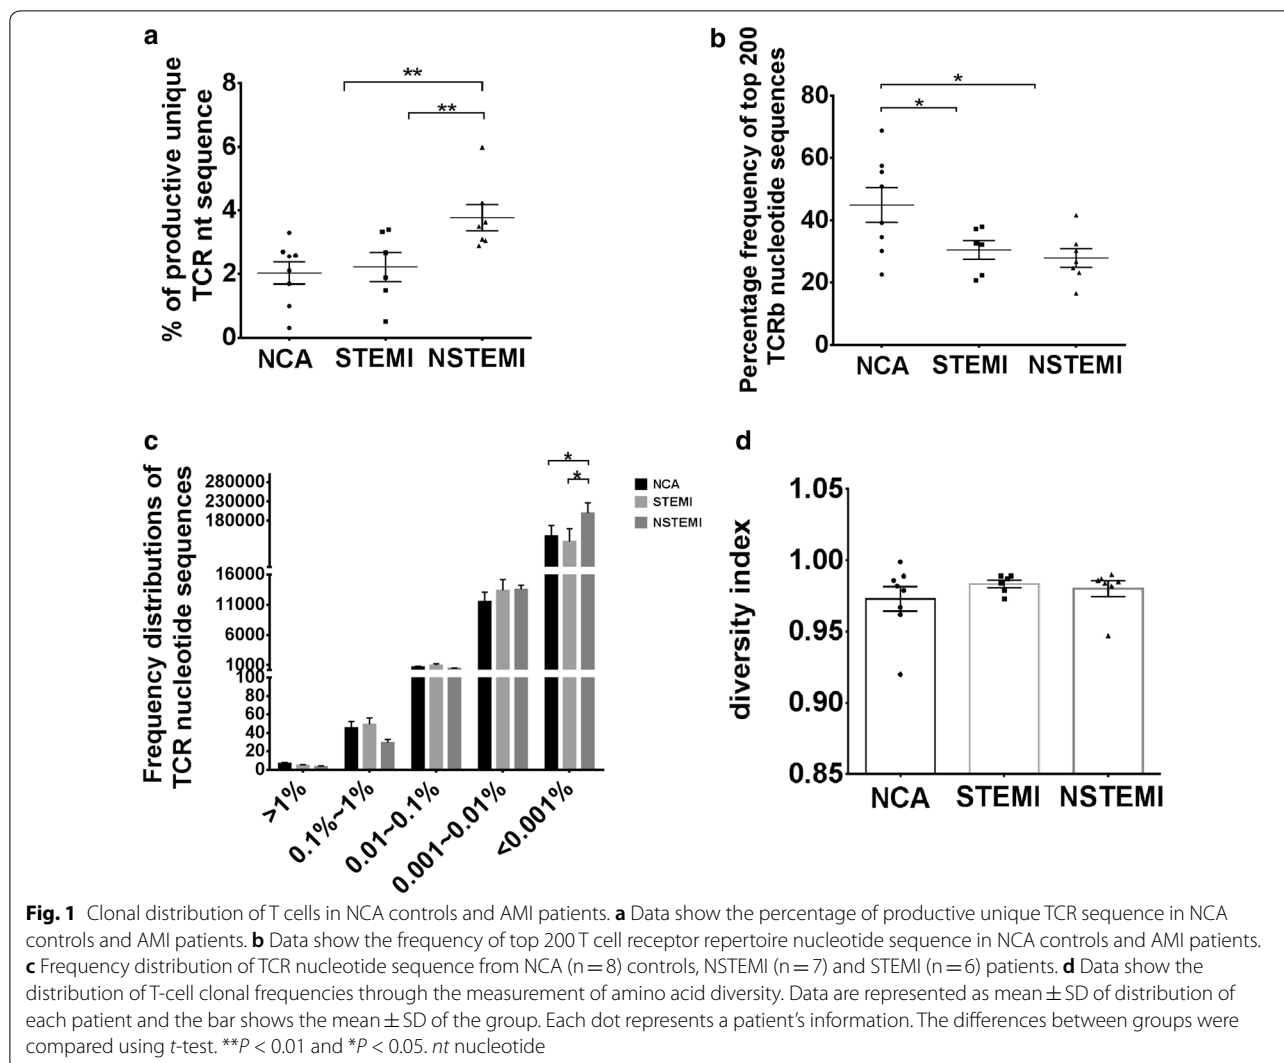 a
% of productive unique
TCR nt sequence
8
6
4
2
0
**
**
NCA STEMI NSTEMI
b
Percentage frequency of top 200
TCRb nucleotide sequences
80
60
40
20
0
*
*
NCA STEMI NSTEMI
c
Frequency distributions of
TCR nucleotide sequences
280000
230000
180000
16000
11000
6000
1000
100
80
60
40
20
0
*
*
NCA
STEMI
NSTEMI
>1%
0.1%~1%
0.01~0.1%
0.001~0.01%
<0.001%
d
diversity index
1.05
1.00
0.95
0.90
0.85
NCA STEMI NSTEMI
Fig. 1 Clonal distribution of T cells in NCA controls and AMI patients. a Data show the percentage of productive unique TCR sequence in NCA
controls and AMI patients. b Data show the frequency of top 200 T cell receptor repertoire nucleotide sequence in NCA controls and AMI patients.
c Frequency distribution of TCR nucleotide sequence from NCA (n = 8) controls, NSTEMI (n = 7) and STEMI (n = 6) patients. d Data show the
distribution of T-cell clonal frequencies through the measurement of amino acid diversity. Data are represented as mean ± SD of distribution of
each patient and the bar shows the mean ± SD of the group. Each dot represents a patient's information. The differences between groups were
compared using t-test. **P < 0.01 and *P < 0.05. nt nucleotide